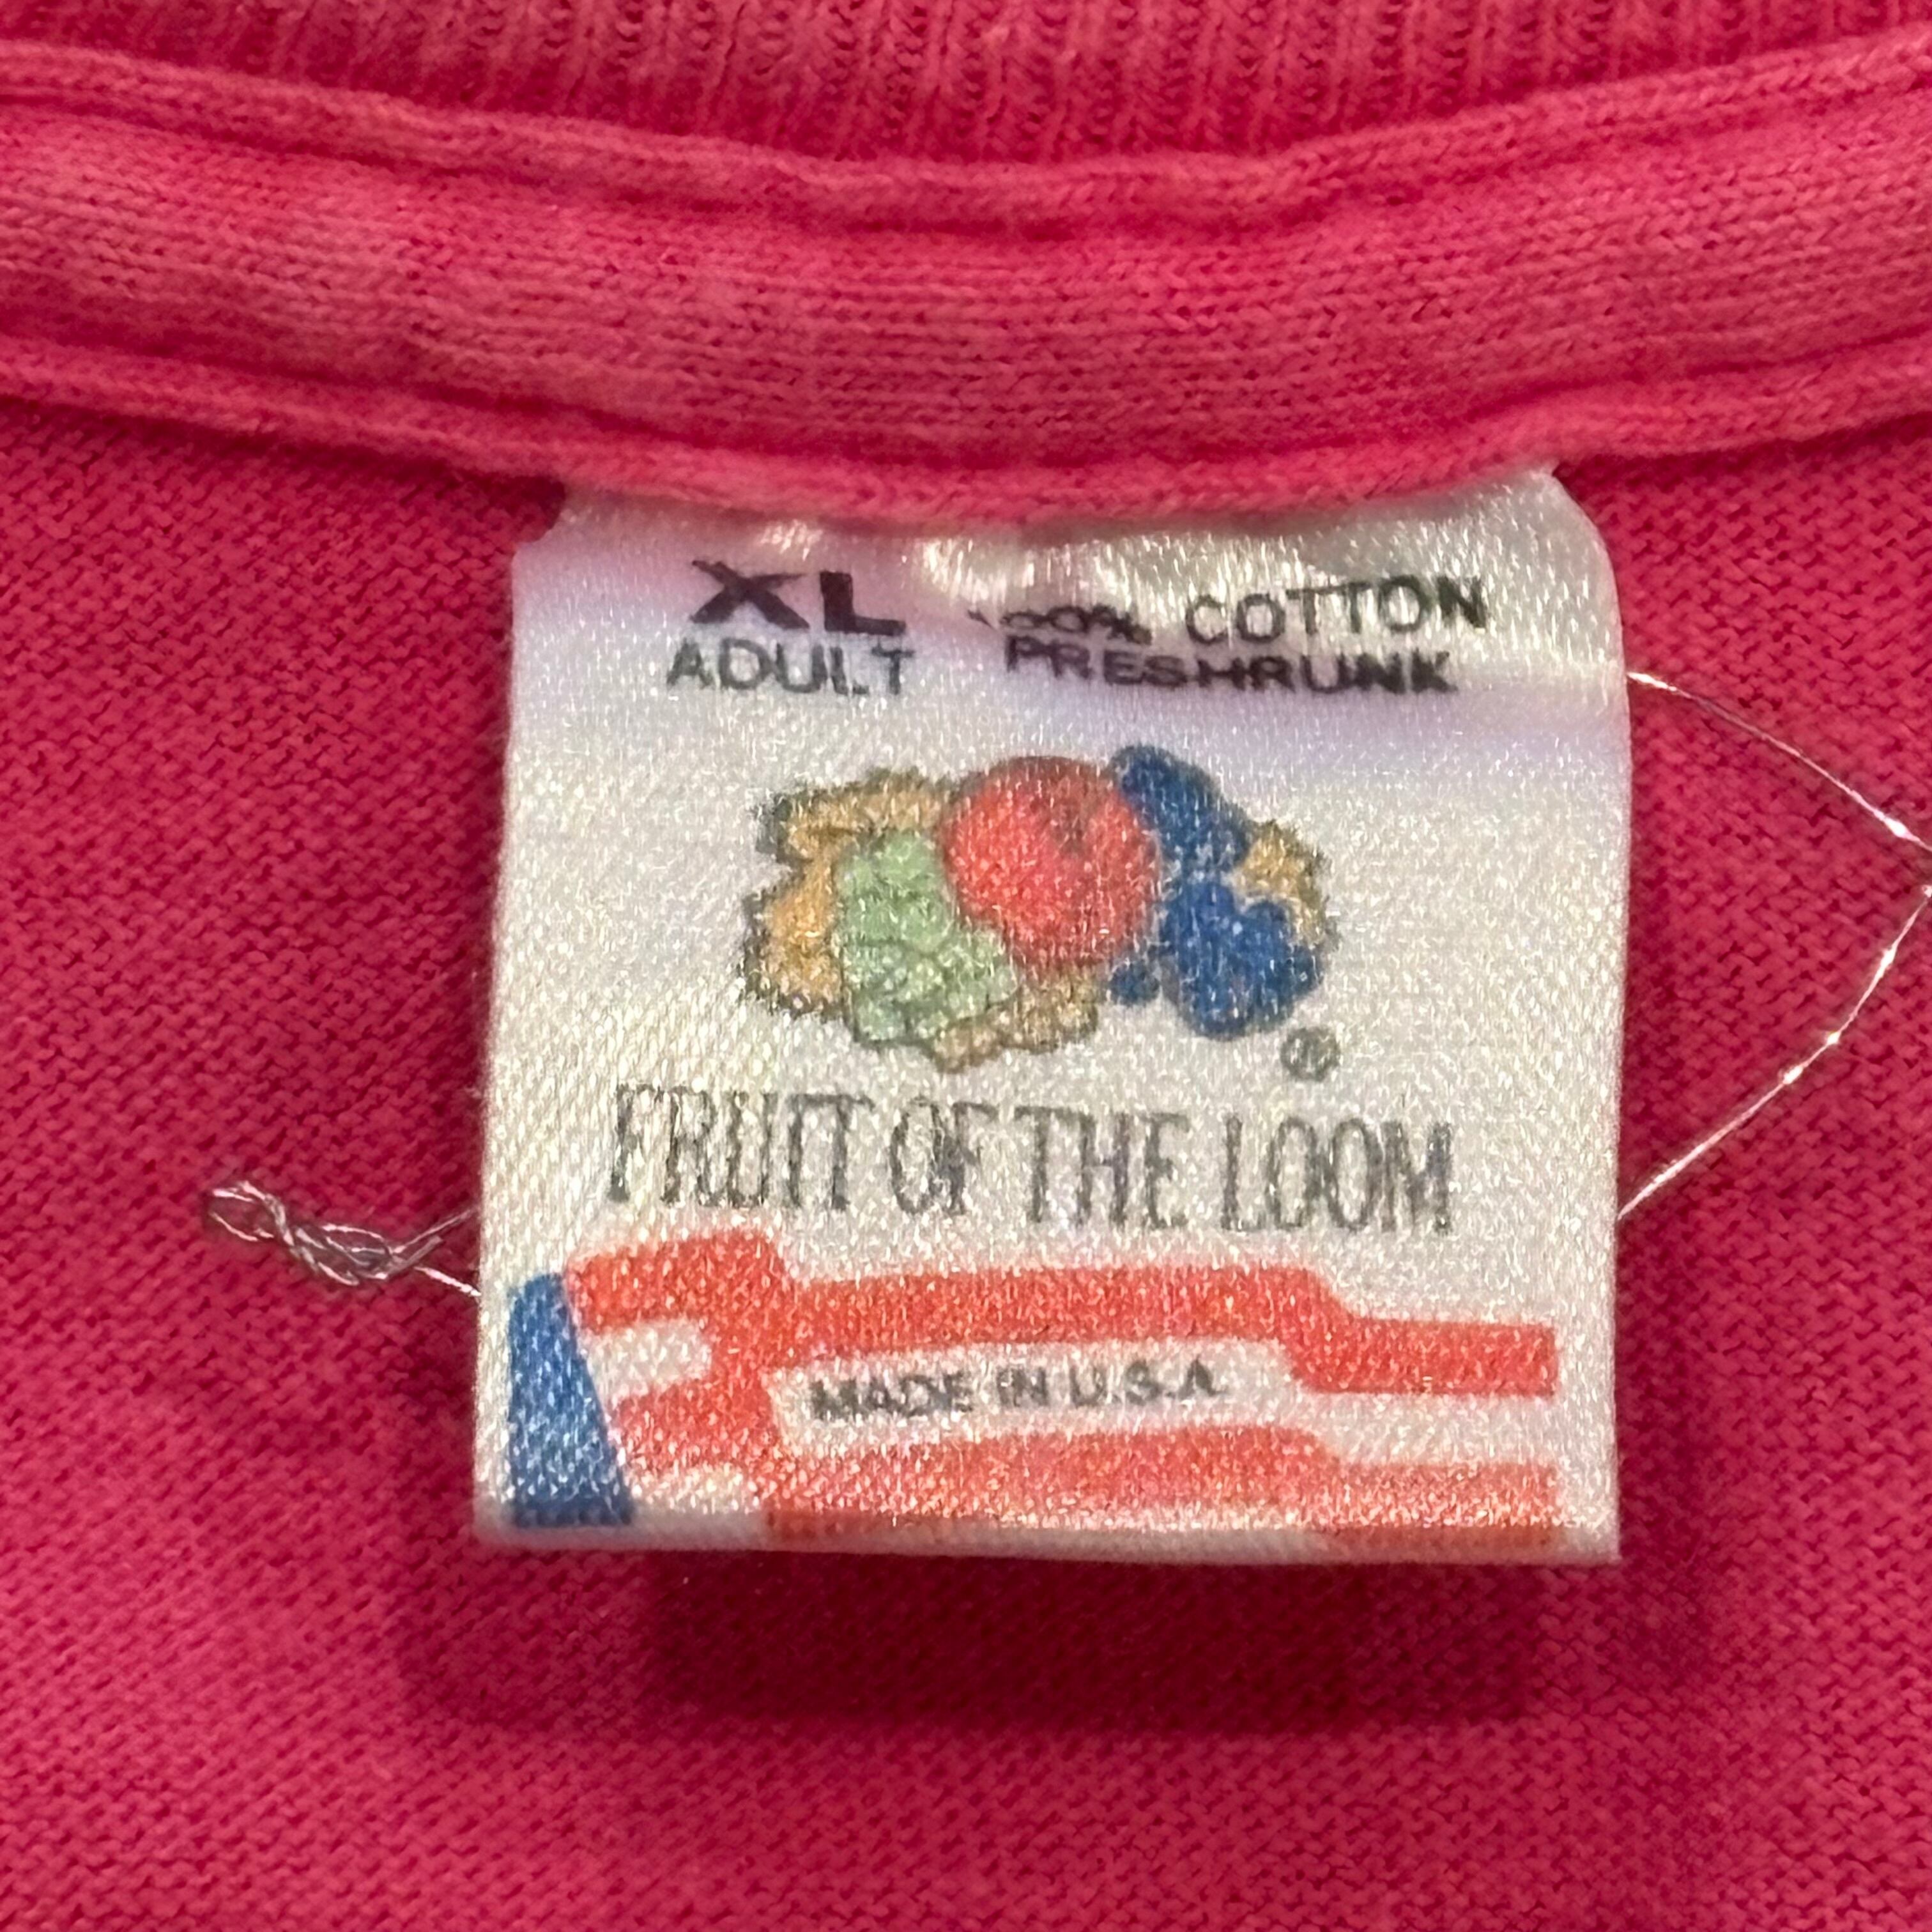 XL 100% COTTON
ADULT PRESHRUNK
®
FRUIT OF THE LOOM
MADE IN U.S.A